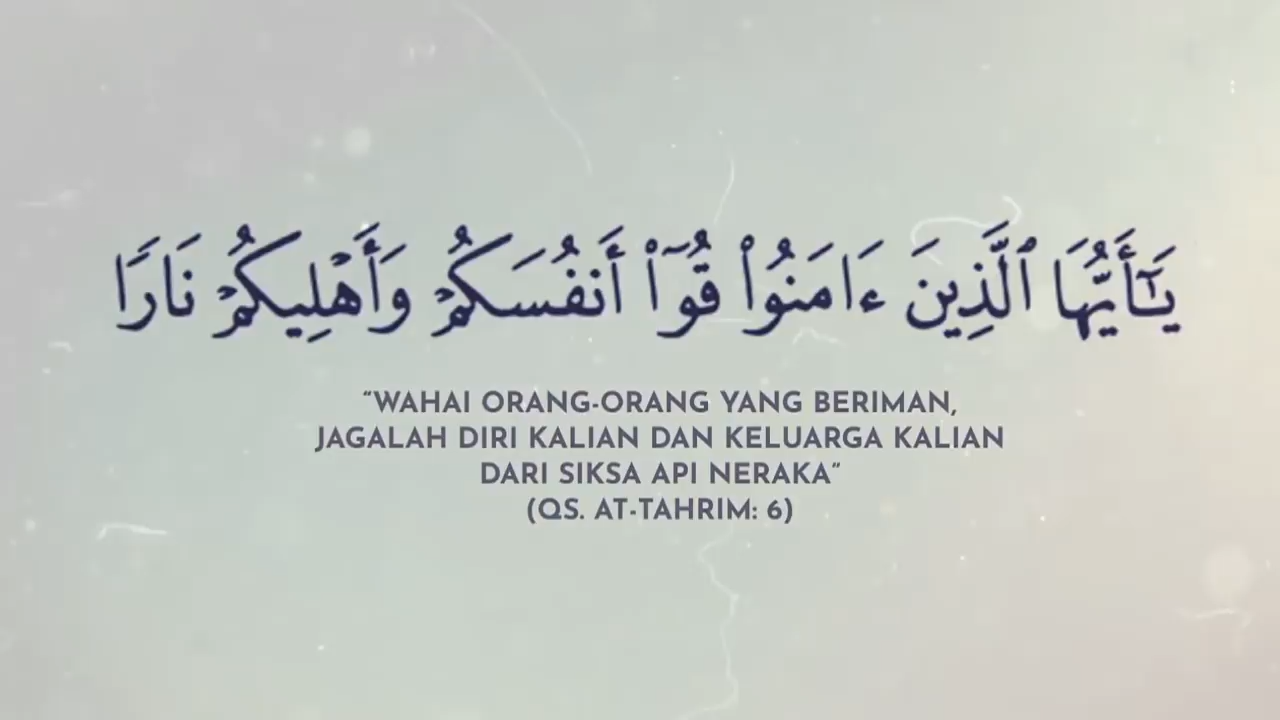 يَـٰٓأَيُّهَا ٱلَّذِينَ ءَامَنُوا۟ قُوٓا۟ أَنفُسَكُمْ وَأَهْلِيكُمْ نَارًا
“WAHAI ORANG-ORANG YANG BERIMAN,
JAGALAH DIRI KALIAN DAN KELUARGA KALIAN
DARI SIKSA API NERAKA”
(QS. AT-TAHRIM: 6)